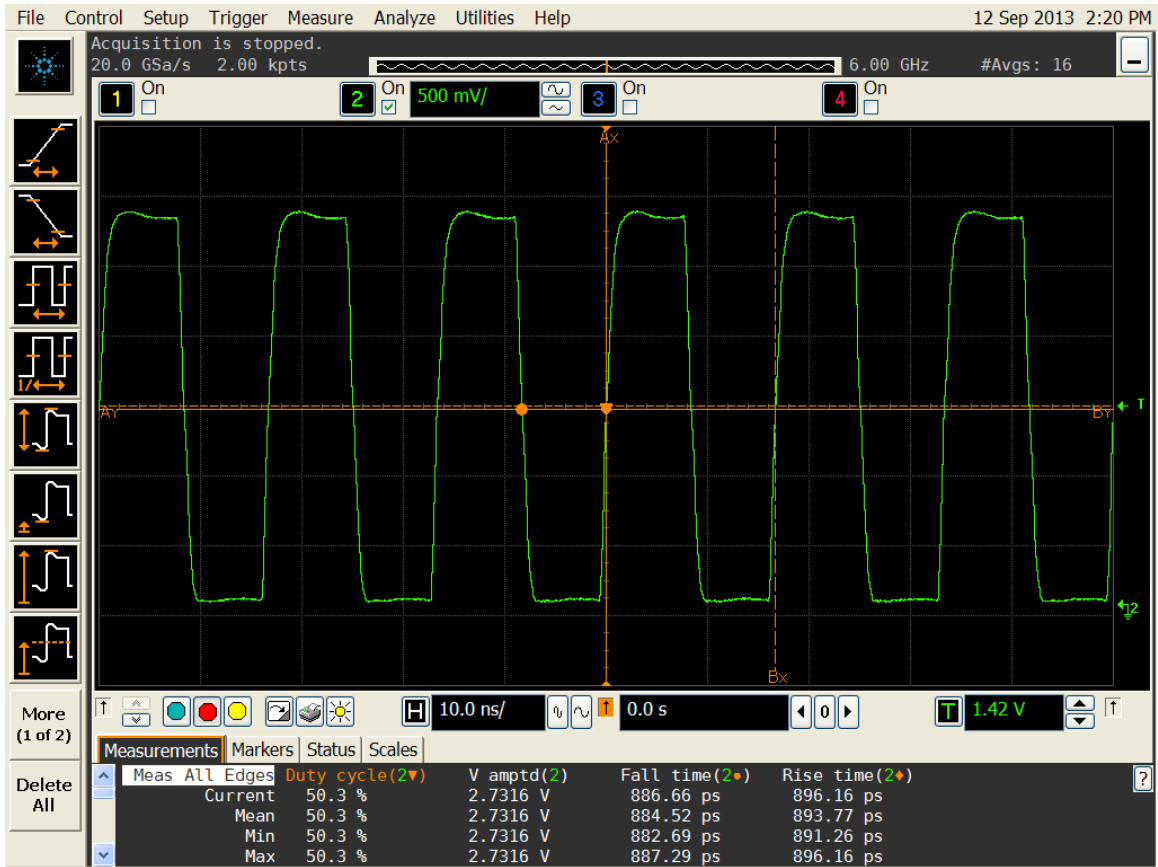 File Control Setup Trigger Measure Analyze Utilities Help 12 Sep 2013 2:20 PM
Acquisition is stopped.
20.0 GSa/s 2.00 kpts 6.00 GHz #Avgs: 16
1 On 2 On 500 mV/ 3 On 4 On
Ax
AY BY T
1/
2
Bx
More
(1 of 2)
H 10.0 ns/ 0.0 s 0 T 1.42 V
Measurements Markers Status Scales
Delete
All
Meas All Edges Duty cycle(2▼) V amptd(2) Fall time(2●) Rise time(2♦) ?
Current 50.3 % 2.7316 V 886.66 ps 896.16 ps
Mean 50.3 % 2.7316 V 884.52 ps 893.77 ps
Min 50.3 % 2.7316 V 882.69 ps 891.26 ps
Max 50.3 % 2.7316 V 887.29 ps 896.16 ps